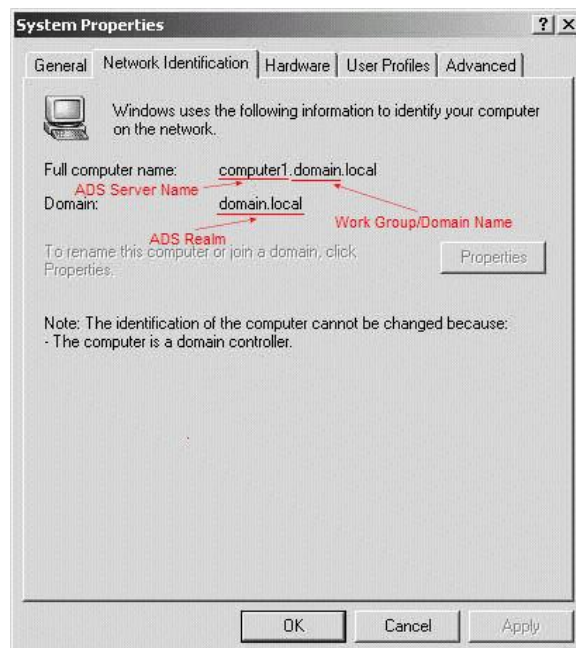 System Properties
? X
General Network Identification Hardware User Profiles Advanced
Windows uses the following information to identify your computer
on the network.
Full computer name: computer1.domain.local
ADS Server Name
Domain: domain.local
Work Group/Domain Name
ADS Realm
To rename this computer or join a domain, click
Properties.
Properties
Note: The identification of the computer cannot be changed because:
- The computer is a domain controller.
OK Cancel Apply